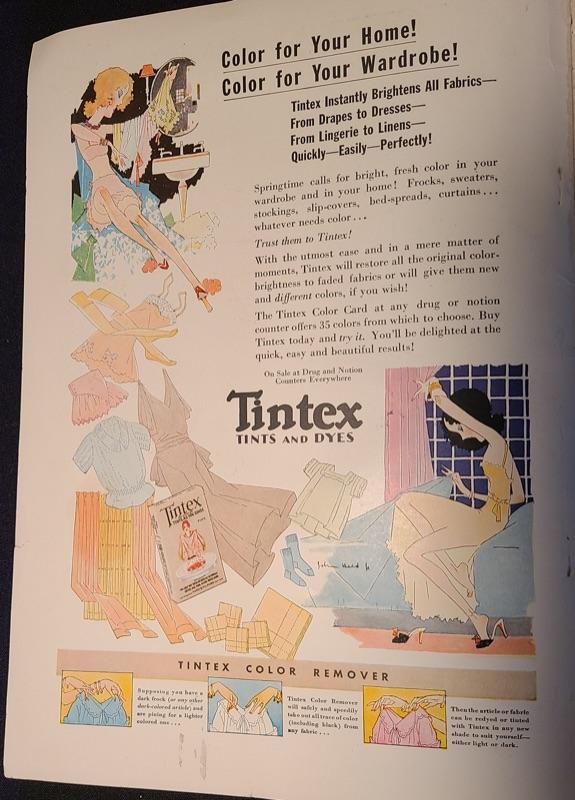 Color for Your Home!
Color for Your Wardrobe!
Tintex Instantly Brightens All Fabrics—
From Drapes to Dresses—
From Lingerie to Linens—
Quickly—Easily—Perfectly!
Springtime calls for bright, fresh color in your
wardrobe and in your home! Frocks, sweaters,
stockings, slip-covers, bed-spreads, curtains...
whatever needs color...
Trust them to Tintex!
With the utmost ease and in a mere matter of
moments, Tintex will restore all the original color-
brightness to faded fabrics or will give them new
and different colors, if you wish!
The Tintex Color Card at any drug or notion
counter offers 35 colors from which to choose. Buy
Tintex today and try it. You'll be delighted at the
quick, easy and beautiful results!
On Sale at Drug and Notion
Counters Everywhere
Tintex
TINTS AND DYES
Tintex
TINTEX COLOR REMOVER
Supposing you have a
dark frock (or any other
dark-colored article) and
are pining for a lighter
colored one...
Tintex Color Remover
will safely and speedily
take out all trace of color
(including black) from
any fabric...
Then the article or fabric
can be redyed or tinted
with Tintex in any new
shade to suit yourself—
either light or dark.